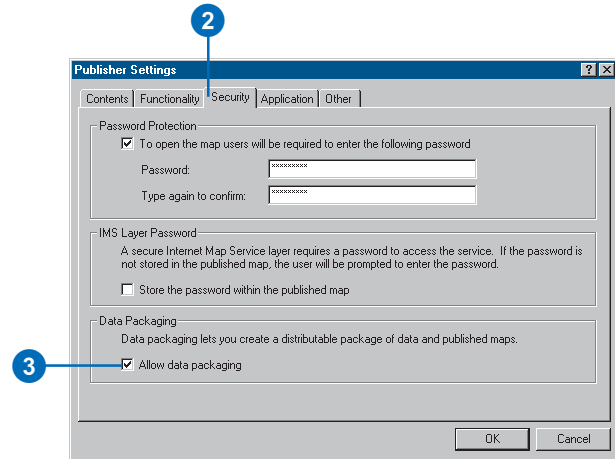 2
Publisher Settings
Contents Functionality Security Application Other
Password Protection
To open the map users will be required to enter the following password
Password: *********
Type again to confirm: *********
IMS Layer Password
A secure Internet Map Service layer requires a password to access the service. If the password is
not stored in the published map, the user will be prompted to enter the password.
Store the password within the published map
Data Packaging
Data packaging lets you create a distributable package of data and published maps.
3 Allow data packaging
OK Cancel